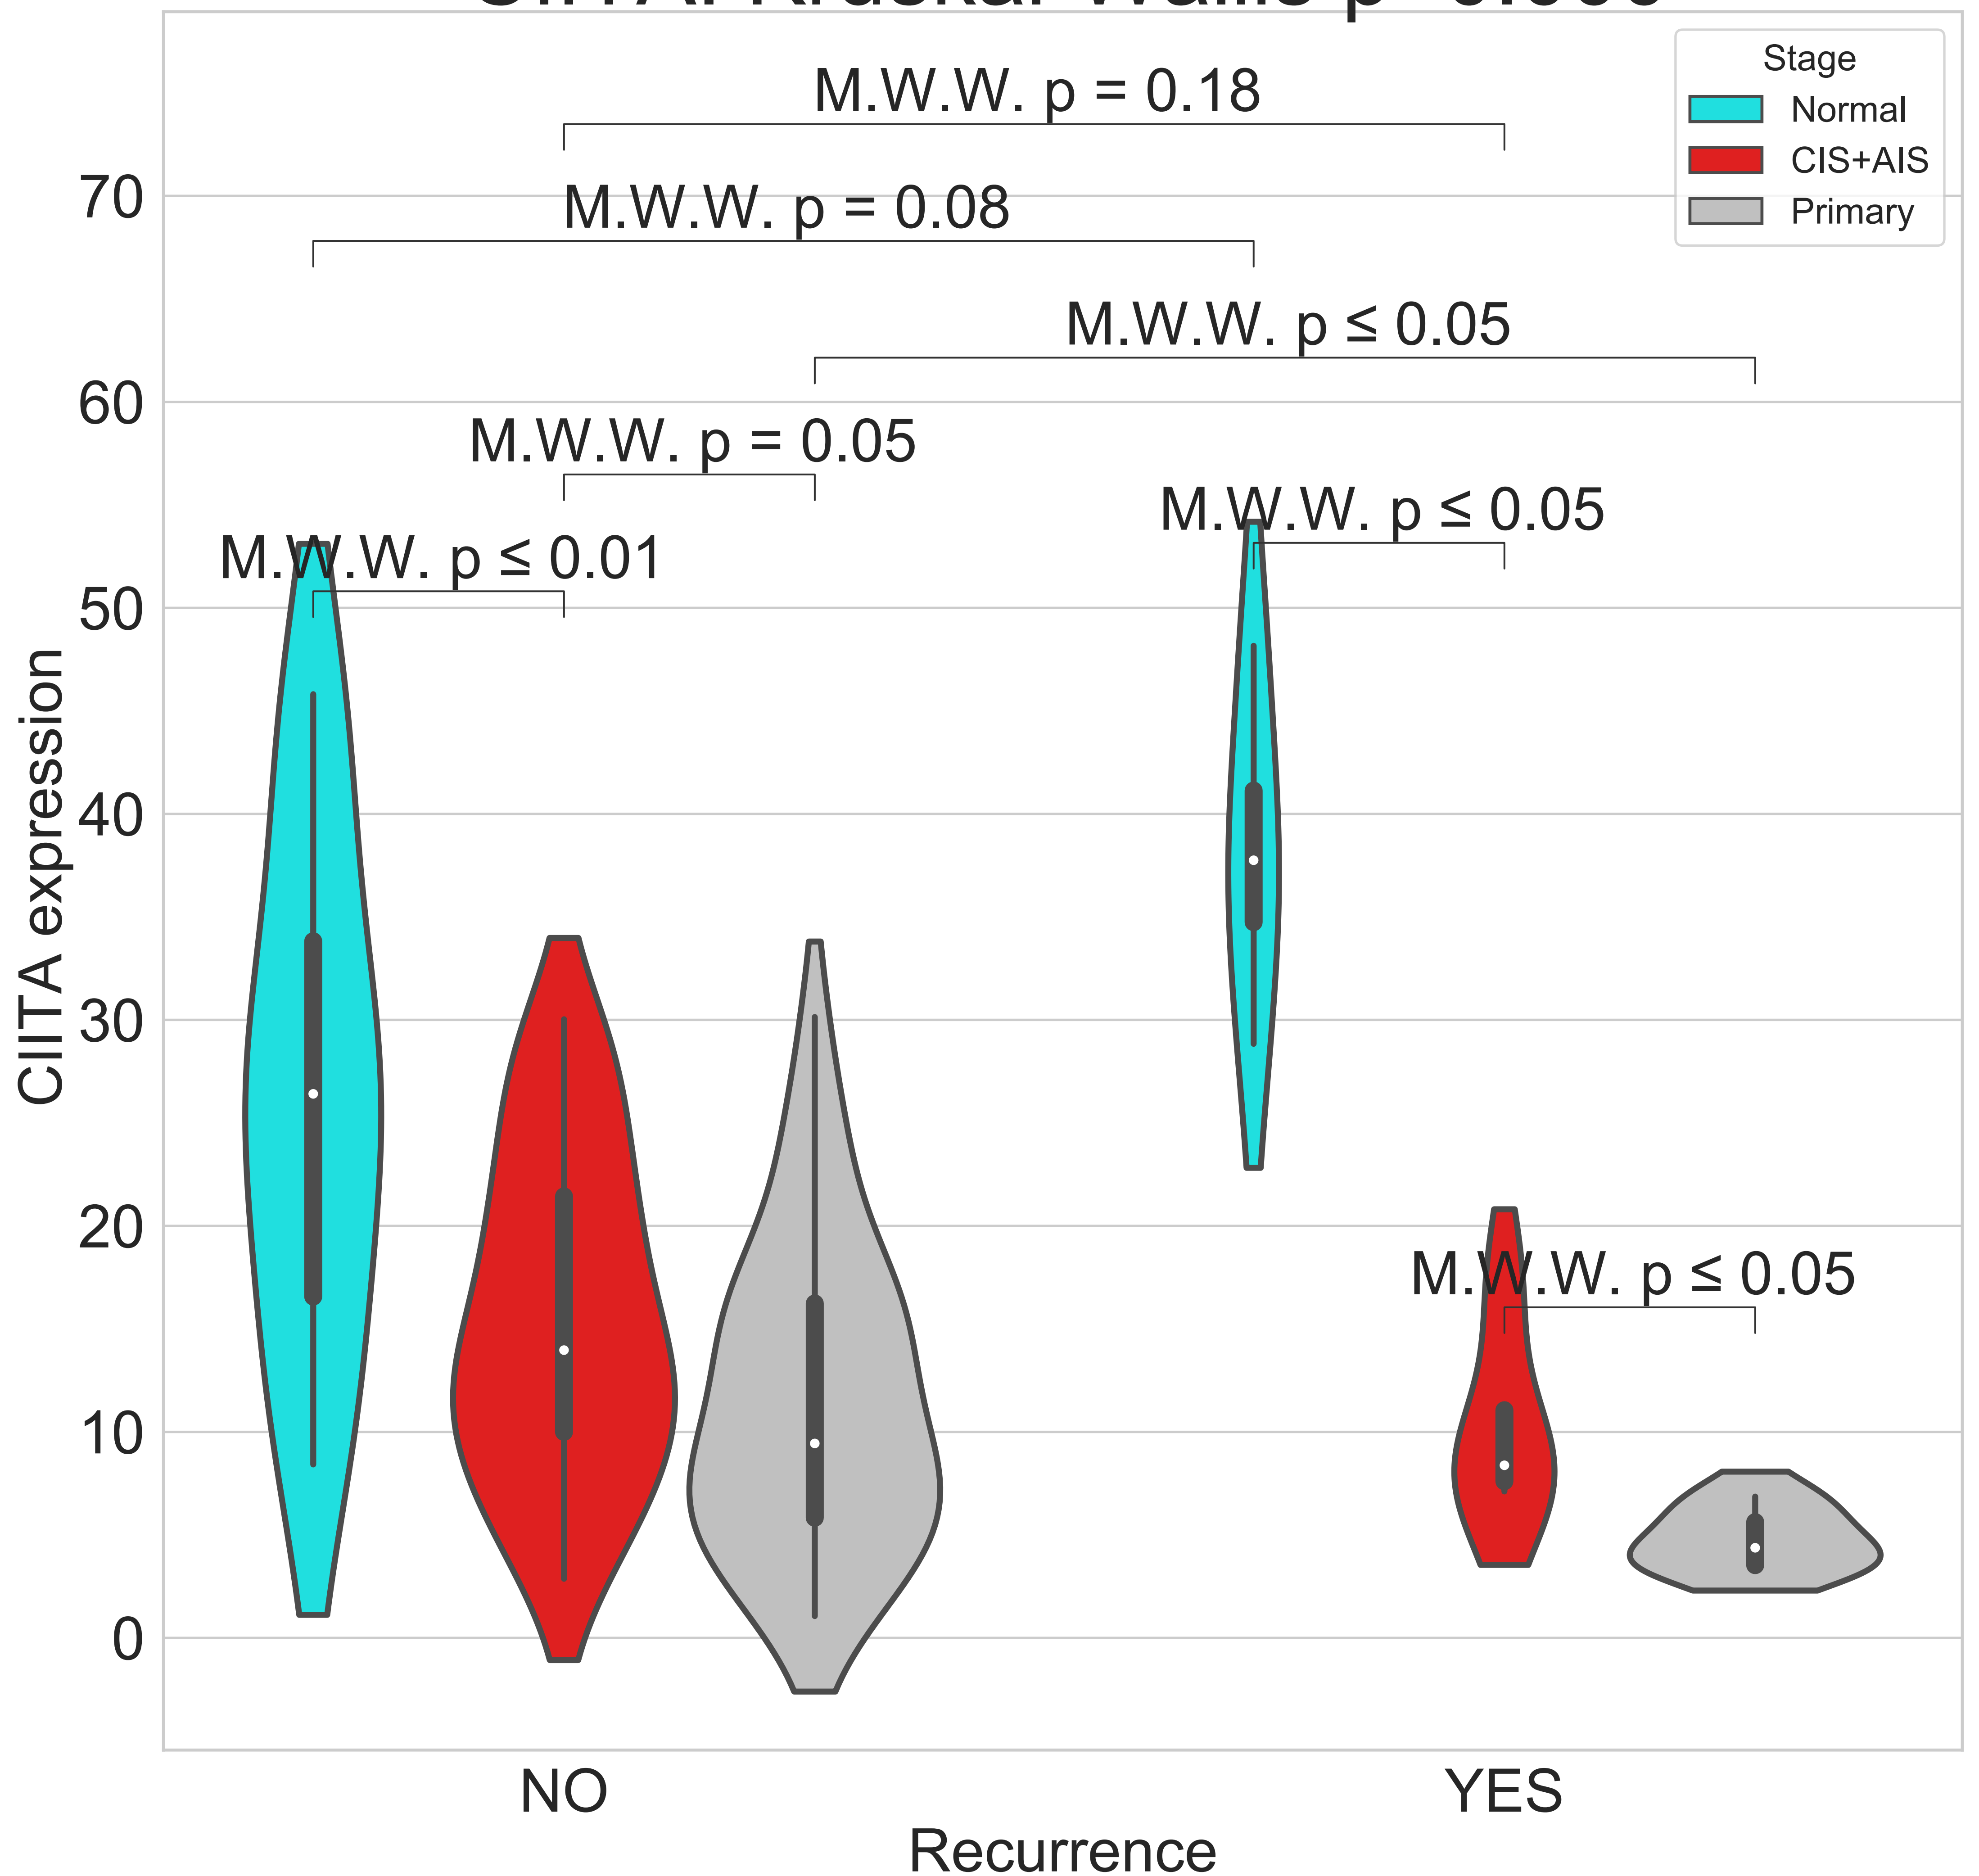 Stage
Normal
CIS+AIS
Primary
M.W.W. p = 0.18
M.W.W. p = 0.08
M.W.W. p ≤ 0.05
M.W.W. p = 0.05
M.W.W. p ≤ 0.05
M.W.W. p ≤ 0.01
M.W.W. p ≤ 0.05
70
60
50
40
30
20
10
0
CIITA expression
NO
YES
Recurrence